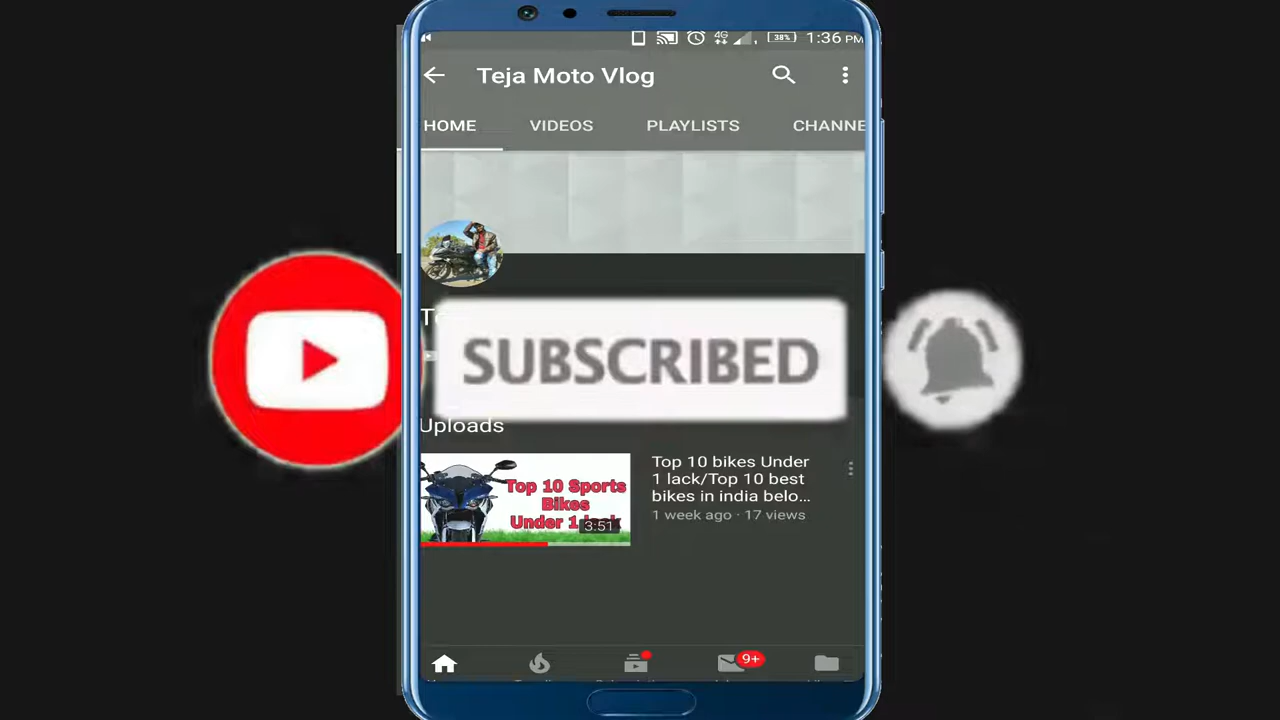 4G
38%
1:36 PM
Teja Moto Vlog
HOME VIDEOS PLAYLISTS CHANNE
SUBSCRIBED
Uploads
Top 10 Sports
Bikes
Under 1 lack
3:51
Top 10 bikes Under
1 lack/Top 10 best
bikes in india belo...
1 week ago · 17 views
9+